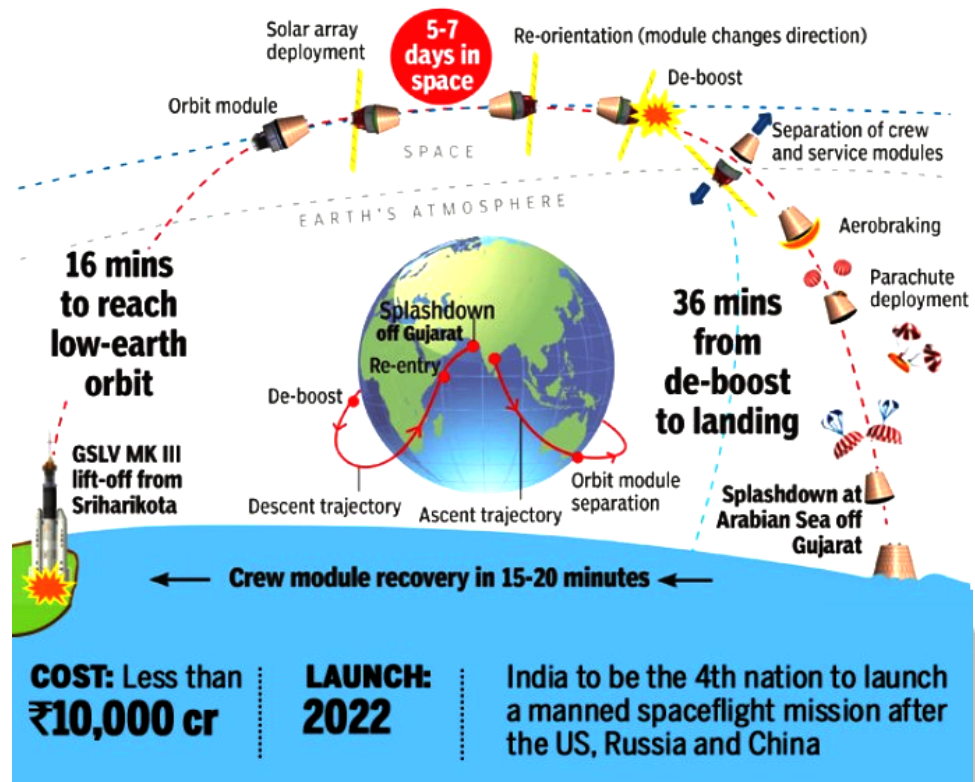 Solar array
deployment
5-7
days in
space
Re-orientation (module changes direction)
De-boost
Orbit module
Separation of crew
and service modules
SPACE
EARTH'S ATMOSPHERE
Aerobraking
Parachute
deployment
16 mins
to reach
low-earth
orbit
36 mins
from
de-boost
to landing
Splashdown
off Gujarat
Re-entry
De-boost
Descent trajectory
Ascent trajectory
Orbit module
separation
GSLV MK III
lift-off from
Sriharikota
Splashdown at
Arabian Sea off
Gujarat
Crew module recovery in 15-20 minutes
COST: Less than
₹10,000 cr
LAUNCH:
2022
India to be the 4th nation to launch
a manned spaceflight mission after
the US, Russia and China